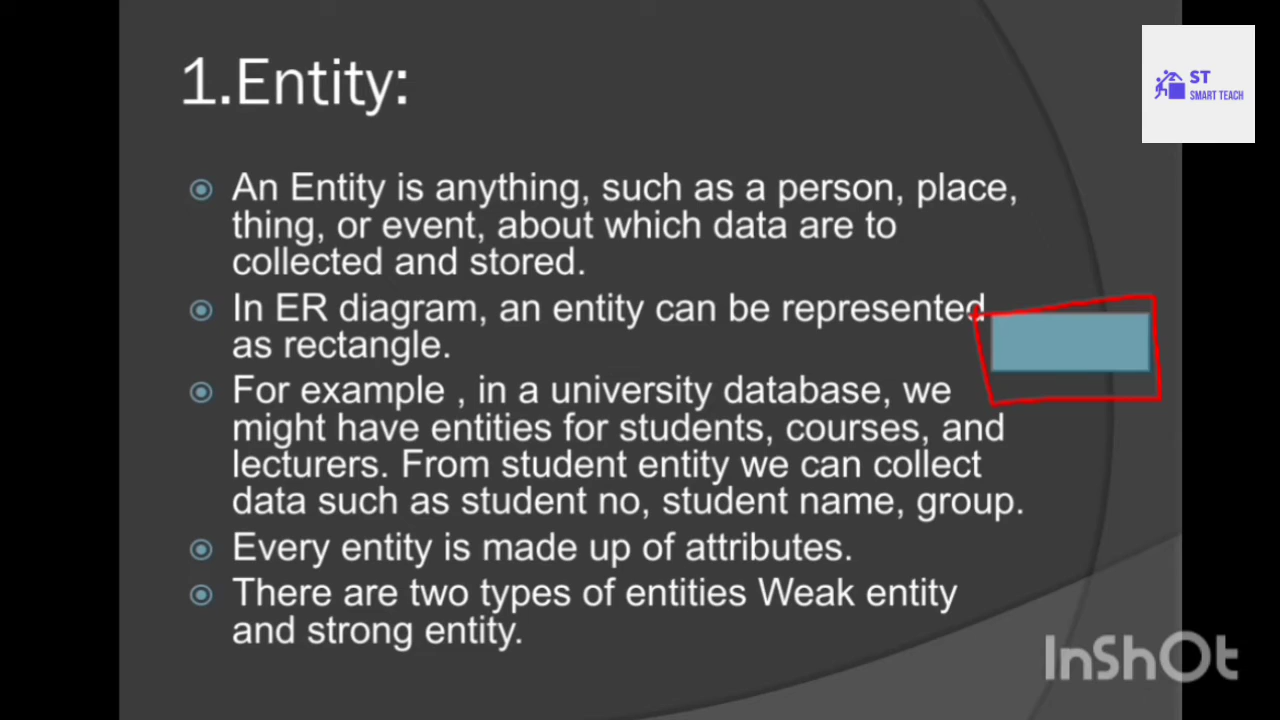 1.Entity:
ST
SMART TEACH
An Entity is anything, such as a person, place,
thing, or event, about which data are to
collected and stored.
In ER diagram, an entity can be represented
as rectangle.
For example , in a university database, we
might have entities for students, courses, and
lecturers. From student entity we can collect
data such as student no, student name, group.
Every entity is made up of attributes.
There are two types of entities Weak entity
and strong entity.
InShOt